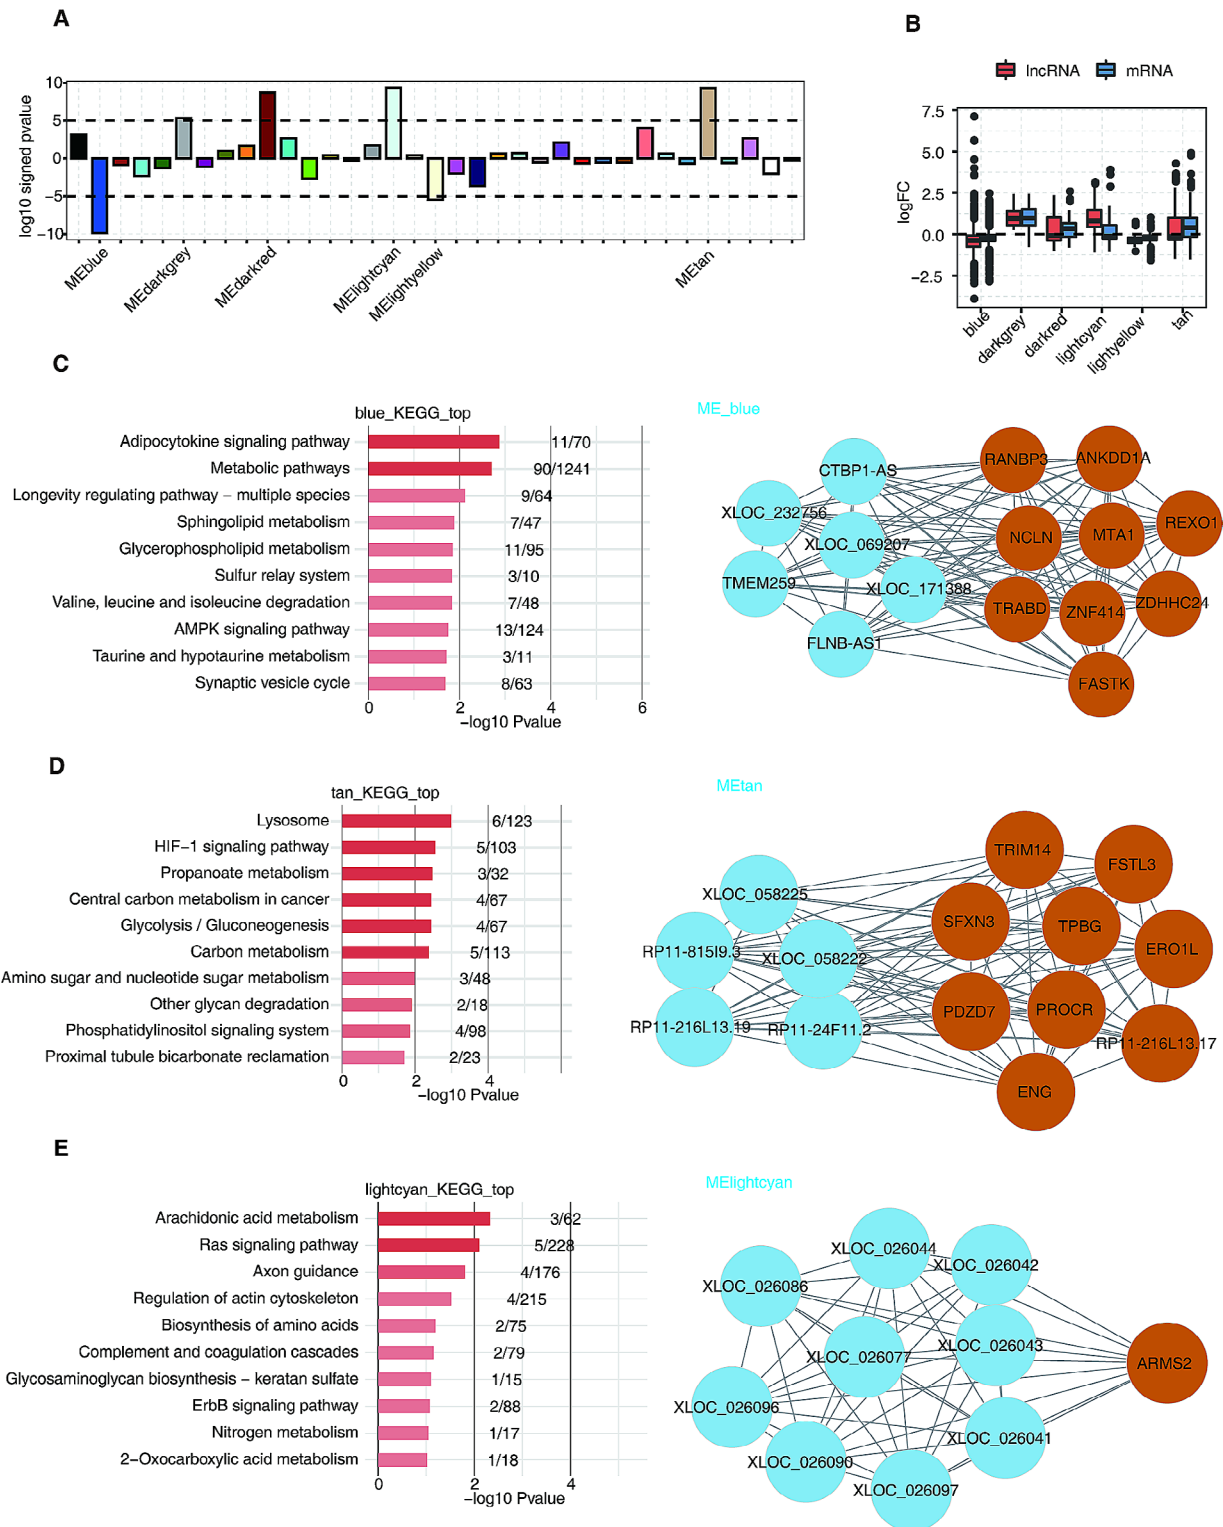 A
log10 signed pvalue
10
5
0
−5
−10
MEblue
MEdarkgrey
MEdarkred
MElightcyan
MElightyellow
MEtan
B
lncRNA
mRNA
logFC
7.5
5.0
2.5
0.0
−2.5
blue
darkgrey
darkred
lightcyan
lightyellow
tan
C
blue_KEGG_top
Adipocytokine signaling pathway 11/70
Metabolic pathways 90/1241
Longevity regulating pathway − multiple species 9/64
Sphingolipid metabolism 7/47
Glycerophospholipid metabolism 11/95
Sulfur relay system 3/10
Valine, leucine and isoleucine degradation 7/48
AMPK signaling pathway 13/124
Taurine and hypotaurine metabolism 3/11
Synaptic vesicle cycle 8/63
0 2 4 6
−log10 Pvalue
ME_blue
CTBP1-AS
XLOC_232756
XLOC_069207
TMEM259
XLOC_171388
FLNB-AS1
RANBP3
ANKDD1A
REXO1
NCLN
MTA1
TRABD
ZNF414
ZDHHC24
FASTK
D
tan_KEGG_top
Lysosome 6/123
HIF−1 signaling pathway 5/103
Propanoate metabolism 3/32
Central carbon metabolism in cancer 4/67
Glycolysis / Gluconeogenesis 4/67
Carbon metabolism 5/113
Amino sugar and nucleotide sugar metabolism 3/48
Other glycan degradation 2/18
Phosphatidylinositol signaling system 4/98
Proximal tubule bicarbonate reclamation 2/23
0 2 4
−log10 Pvalue
MEtan
XLOC_058225
RP11-815I9.3
XLOC_058222
RP11-216L13.19
RP11-24F11.2
TRIM14
FSTL3
SFXN3
TPBG
ERO1L
PDZD7
PROCR
RP11-216L13.17
ENG
E
lightcyan_KEGG_top
Arachidonic acid metabolism 3/62
Ras signaling pathway 5/228
Axon guidance 4/176
Regulation of actin cytoskeleton 4/215
Biosynthesis of amino acids 2/75
Complement and coagulation cascades 2/79
Glycosaminoglycan biosynthesis − keratan sulfate 1/15
ErbB signaling pathway 2/88
Nitrogen metabolism 1/17
2−Oxocarboxylic acid metabolism 1/18
0 2 4
−log10 Pvalue
MElightcyan
XLOC_026044
XLOC_026042
XLOC_026086
XLOC_026043
XLOC_026077
ARMS2
XLOC_026096
XLOC_026041
XLOC_026090
XLOC_026097